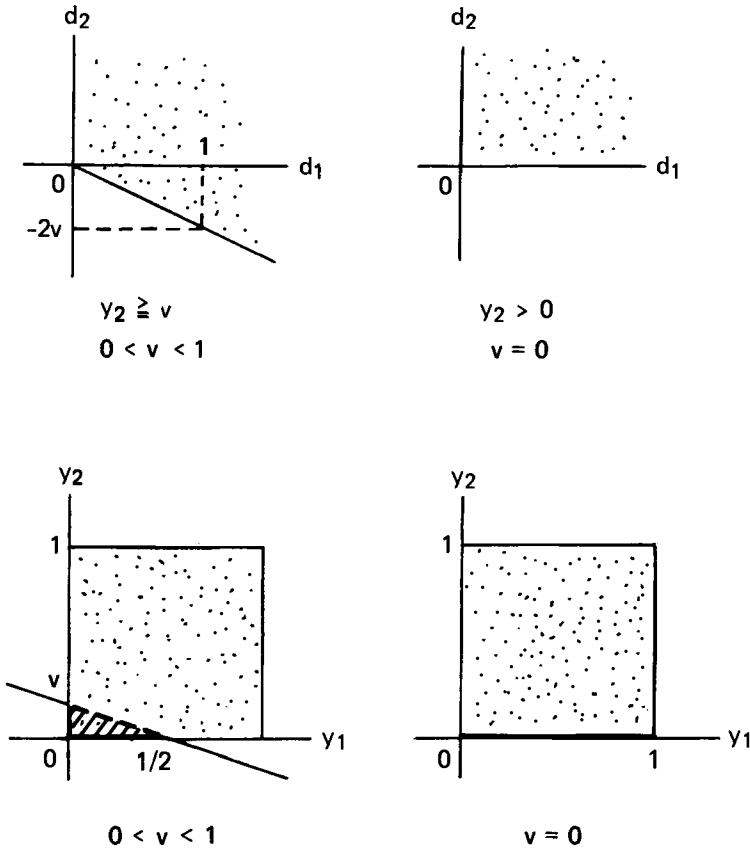 d2
1
d1
0
-2v
y2 ≧ v
0 < v < 1
d2
d1
0
y2 > 0
v = 0
y2
1
v
0
1/2
y1
0 < v < 1
y2
1
0
1
y1
v = 0